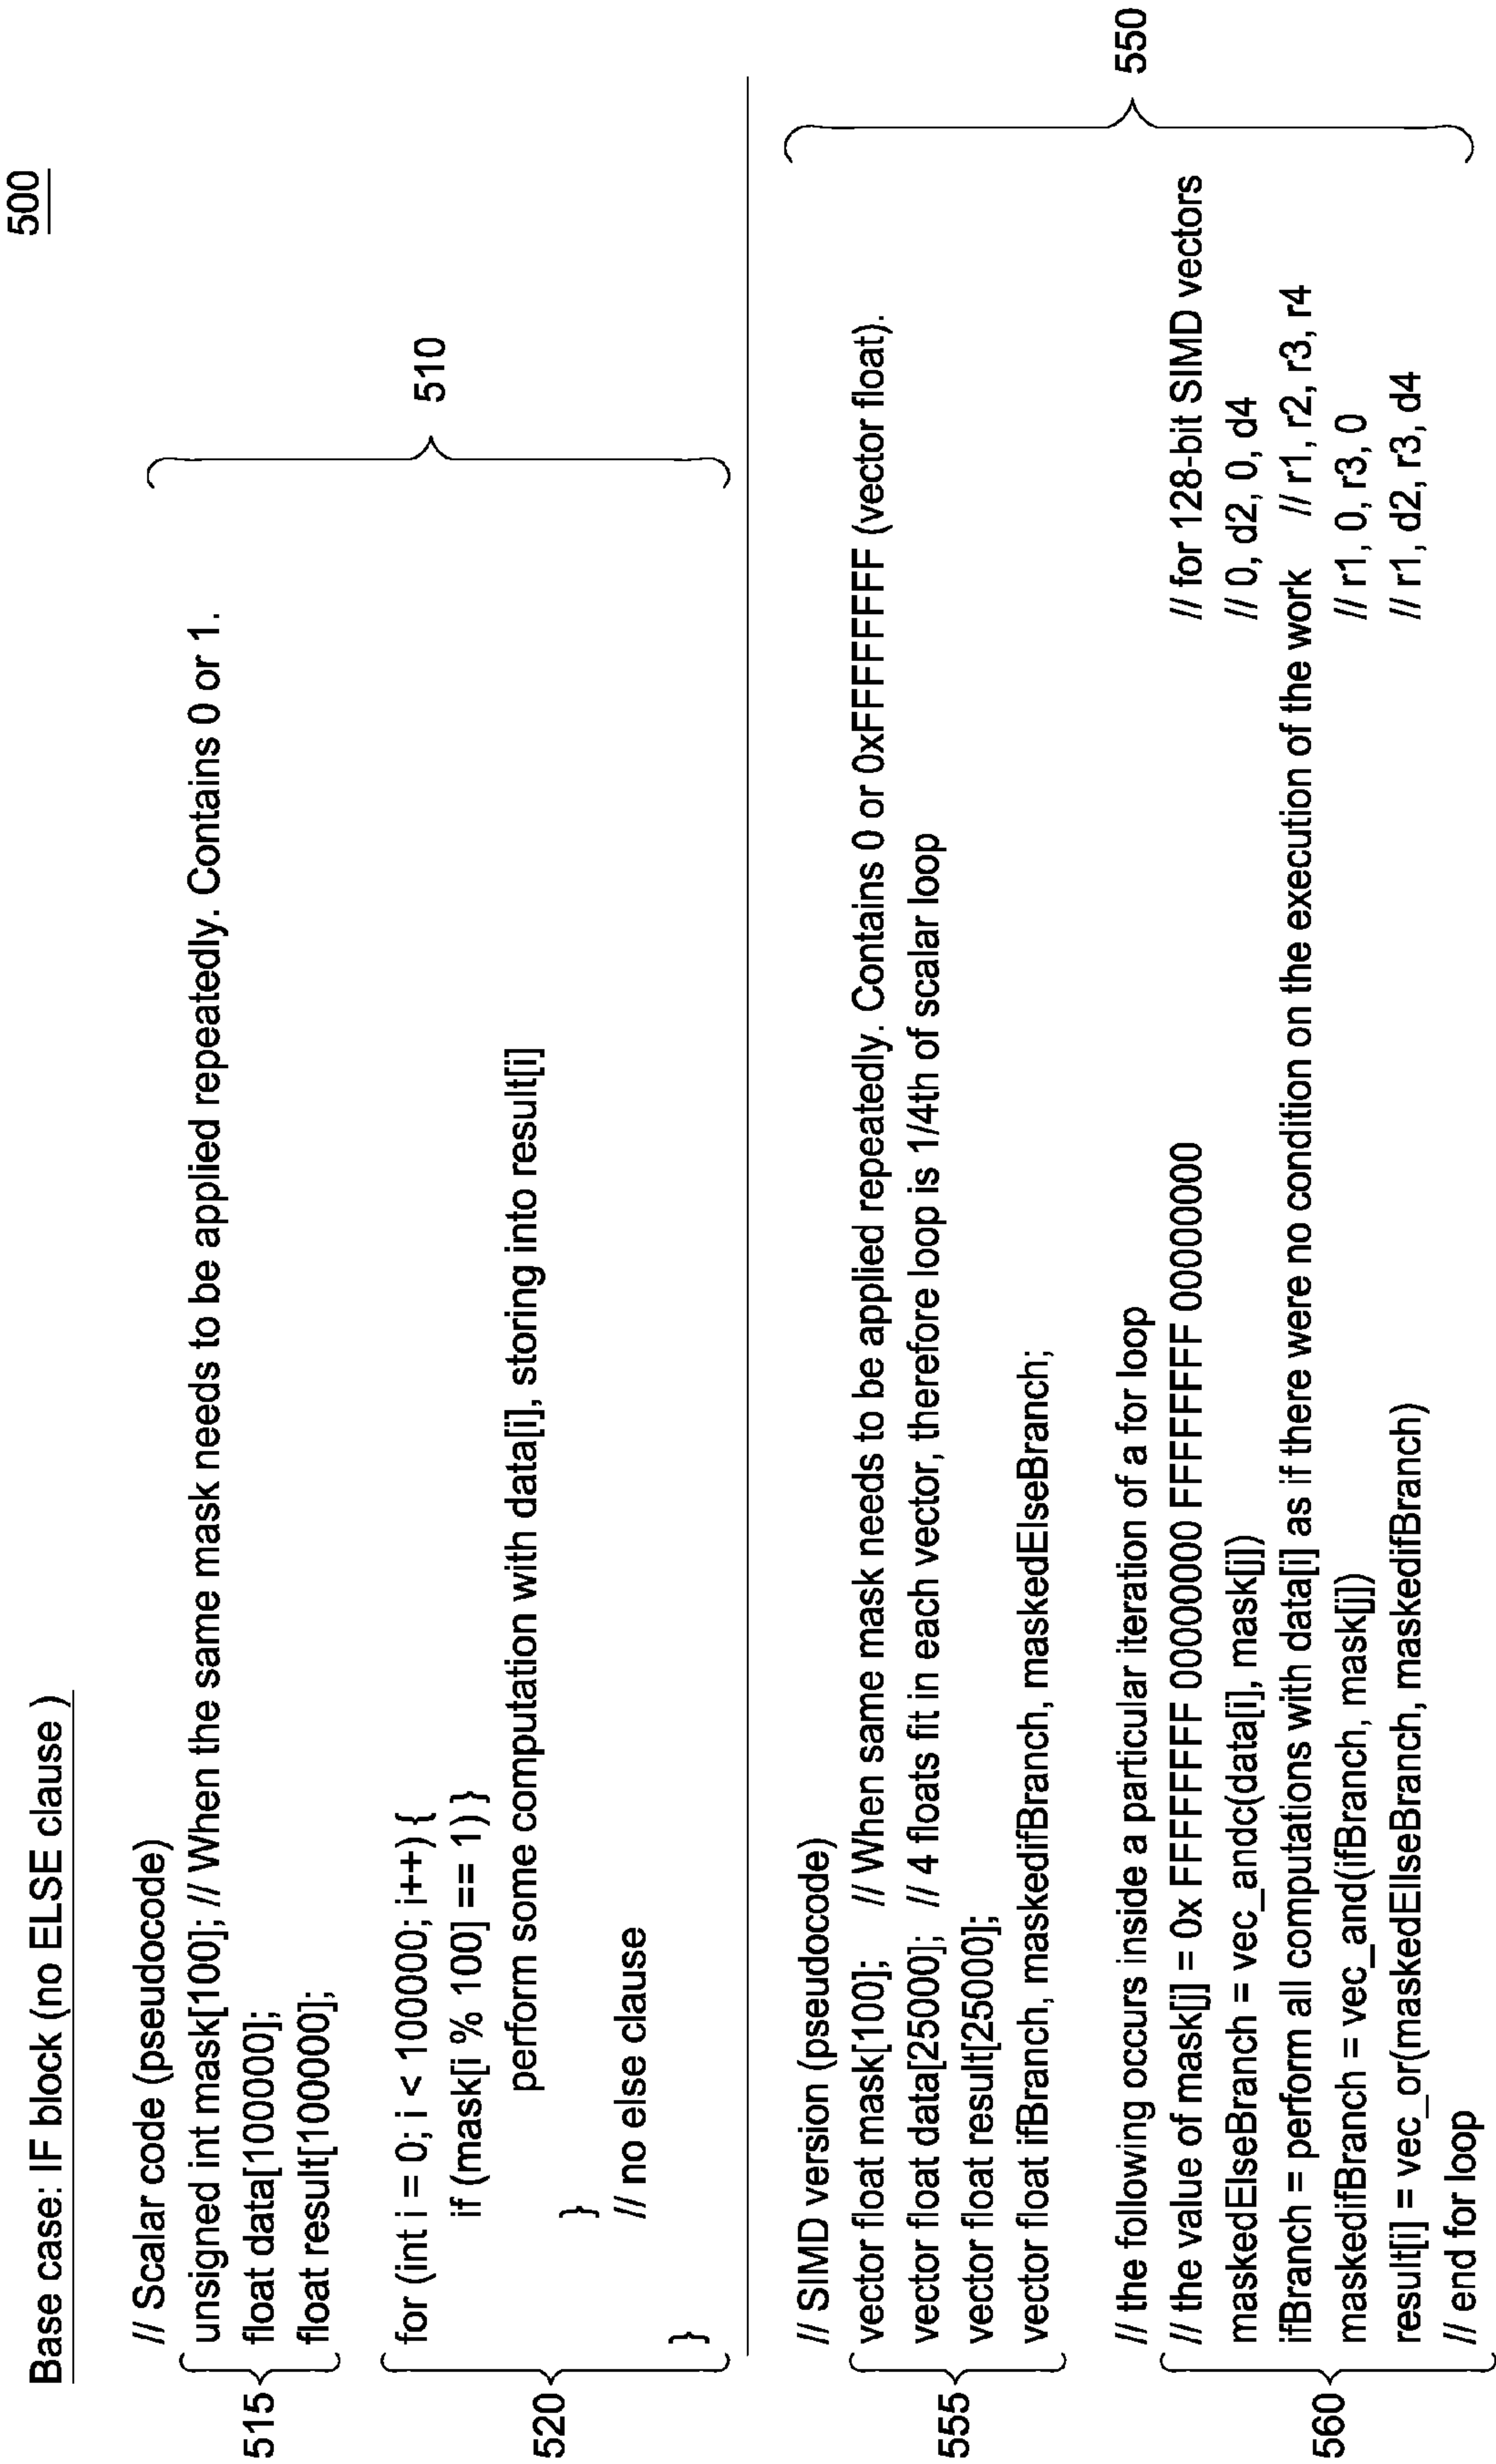 500
Base case: IF block (no ELSE clause )
// Scalar code (pseudocode)
unsigned int mask[100]; // When the same mask needs to be applied repeatedly. Contains 0 or 1.
float data[100000];
float result[100000];
515
for (int i = 0; i < 100000; i++) {
if (mask[i % 100] == 1) }
perform some computation with data[i], storing into result[i]
}
// no else clause
}
520
510
// SIMD version (pseudocode)
vector float mask[100]; // When same mask needs to be applied repeatedly. Contains 0 or 0xFFFFFFFF (vector float).
vector float data[25000]; // 4 floats fit in each vector, therefore loop is 1/4th of scalar loop
vector float result[25000];
vector float ifBranch, maskedifBranch, maskedElseBranch;
555
// the following occurs inside a particular iteration of a for loop
// the value of mask[j] = 0x FFFFFFFF 00000000 FFFFFFFF 00000000 // for 128-bit SIMD vectors
maskedElseBranch = vec_andc(data[i], mask[j]) // 0, d2, 0, d4
ifBranch = perform all computations with data[i] as if there were no condition on the execution of the work // r1, r2, r3, r4
maskedifBranch = vec_and(ifBranch, mask[j]) // r1, 0, r3, 0
result[i] = vec_or(maskedEllseBranch, maskedifBranch) // r1, d2, r3, d4
// end for loop
560
550